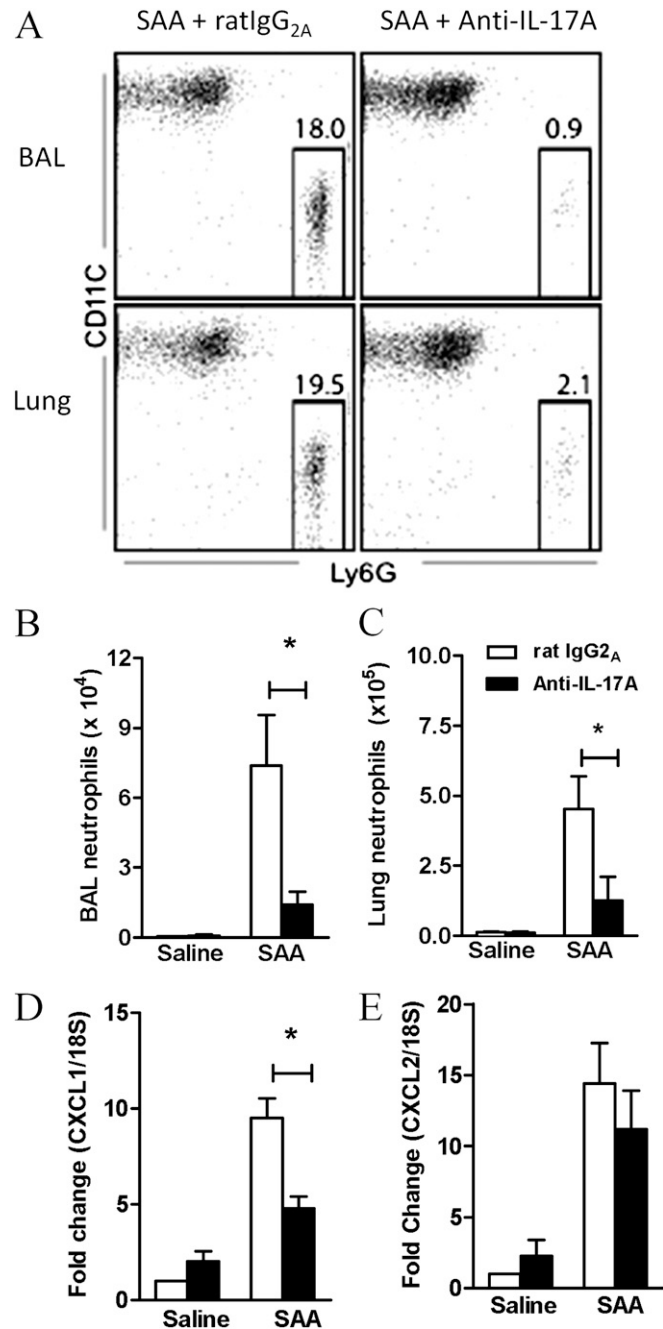 A
SAA + ratIgG2A
SAA + Anti-IL-17A
BAL
18.0
0.9
CD11C
Lung
19.5
2.1
Ly6G
B
BAL neutrophils (x 10⁴)
12
9
6
3
0
*
Saline
SAA
C
Lung neutrophils (x10⁵)
10.0
7.5
5.0
2.5
0.0
rat IgG2A
Anti-IL-17A
*
Saline
SAA
D
Fold change (CXCL1/18S)
15
10
5
0
*
Saline
SAA
E
Fold Change (CXCL2/18S)
20
15
10
5
0
Saline
SAA